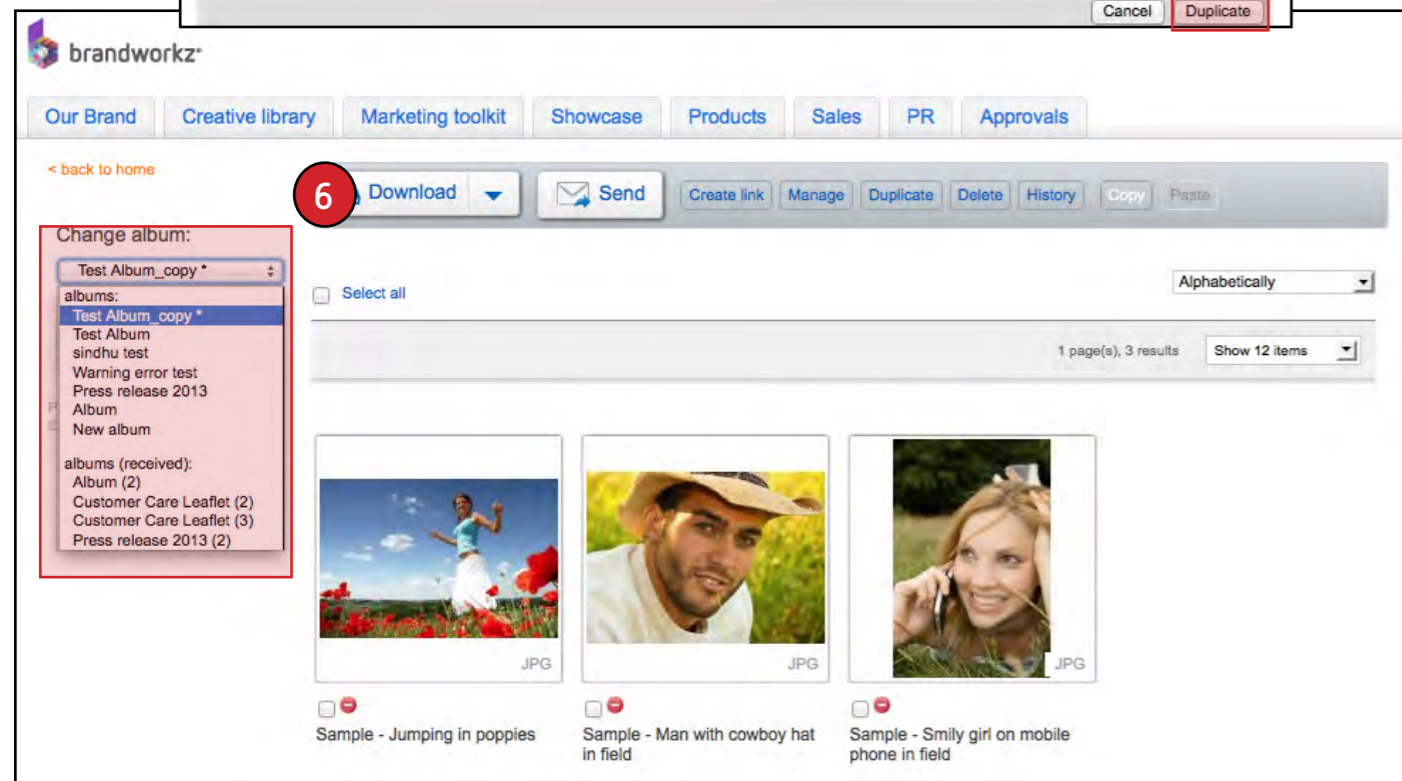 Cancel Duplicate
brandworkz
Our Brand Creative library Marketing toolkit Showcase Products Sales PR Approvals
< back to home
6 Download Send Create link Manage Duplicate Delete History Copy Paste
Change album:
Test Album_copy *
albums:
Test Album_copy *
Test Album
sindhu test
Warning error test
Press release 2013
Album
New album
albums (received):
Album (2)
Customer Care Leaflet (2)
Customer Care Leaflet (3)
Press release 2013 (2)
Select all
Alphabetically
1 page(s), 3 results Show 12 items
JPG
JPG
JPG
Sample - Jumping in poppies
Sample - Man with cowboy hat
in field
Sample - Smily girl on mobile
phone in field